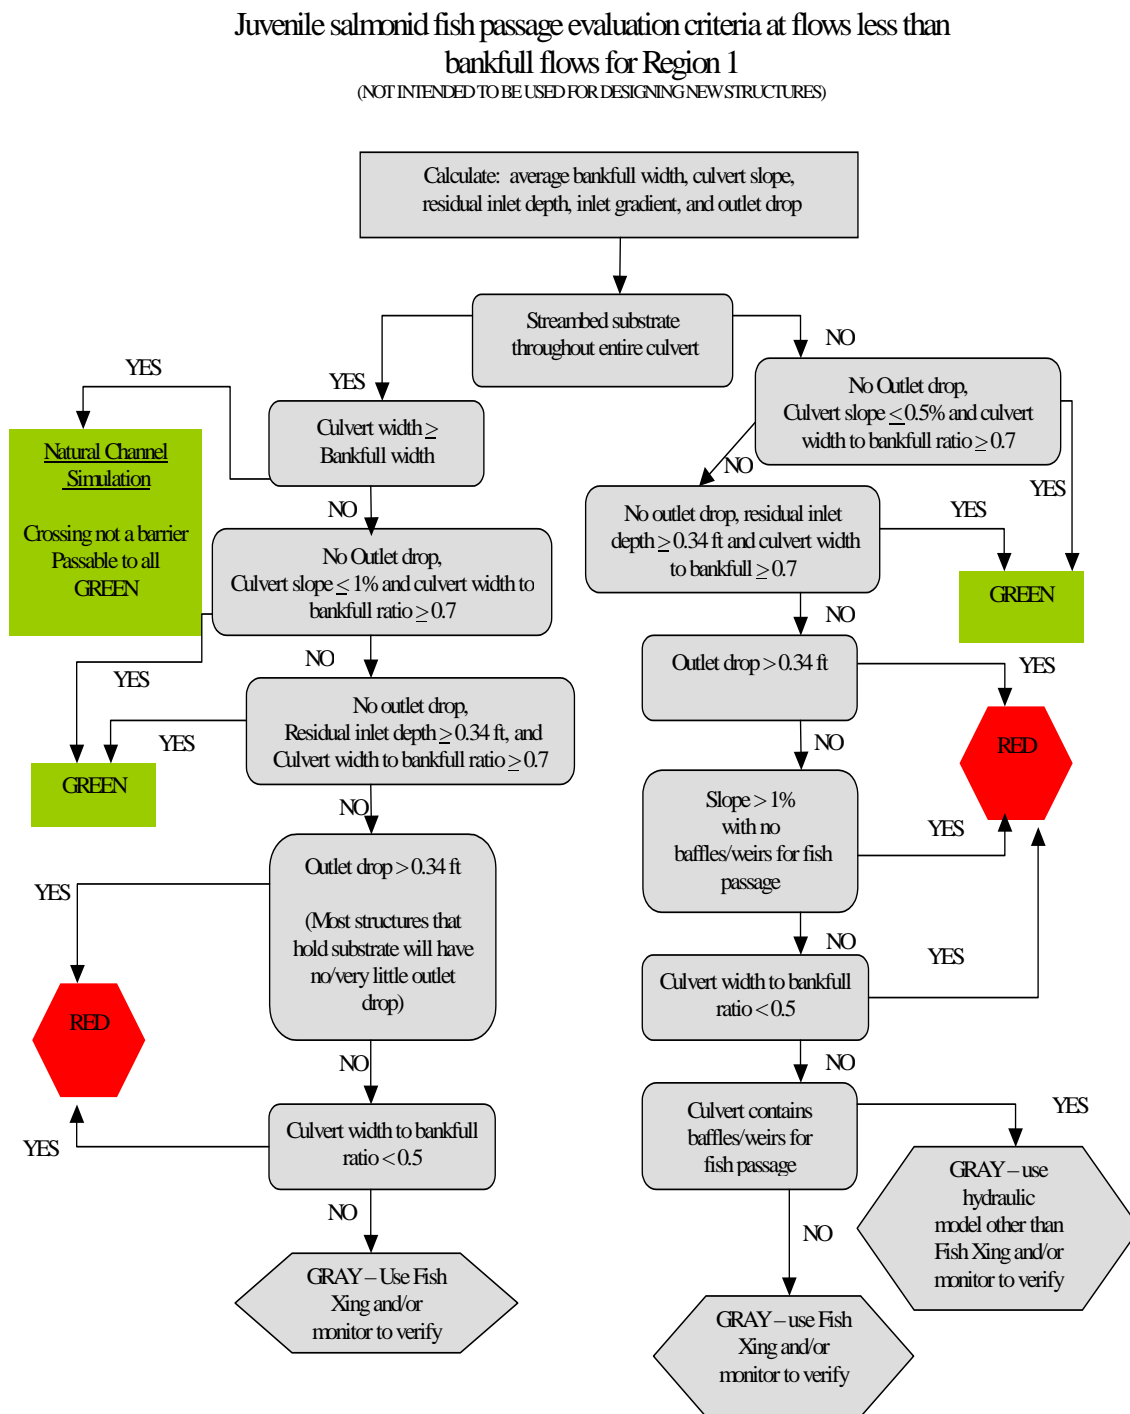 Juvenile salmonid fish passage evaluation criteria at flows less than
bankfull flows for Region 1
(NOT INTENDED TO BE USED FOR DESIGNING NEW STRUCTURES)
Calculate: average bankfull width, culvert slope,
residual inlet depth, inlet gradient, and outlet drop
Streambed substrate
throughout entire culvert
YES
NO
YES
Culvert width ≥
Bankfull width
No Outlet drop,
Culvert slope ≤ 0.5% and culvert
width to bankfull ratio ≥ 0.7
Natural Channel
Simulation
Crossing not a barrier
Passable to all
GREEN
NO
NO
YES
No Outlet drop,
Culvert slope ≤ 1% and culvert width to
bankfull ratio ≥ 0.7
No outlet drop, residual inlet
depth ≥ 0.34 ft and culvert width
to bankfull ≥ 0.7
YES
GREEN
YES
NO
NO
No outlet drop,
Residual inlet depth ≥ 0.34 ft, and
Culvert width to bankfull ratio ≥ 0.7
YES
GREEN
Outlet drop > 0.34 ft
YES
RED
NO
NO
Outlet drop > 0.34 ft
(Most structures that
hold substrate will have
no/very little outlet
drop)
YES
RED
Slope > 1%
with no
baffles/weirs for fish
passage
YES
NO
Culvert width to bankfull
ratio < 0.5
YES
NO
NO
Culvert width to bankfull
ratio < 0.5
YES
Culvert contains
baffles/weirs for
fish passage
YES
NO
NO
GRAY – Use Fish
Xing and/or
monitor to verify
GRAY – use
hydraulic
model other than
Fish Xing and/or
monitor to verify
GRAY – use Fish
Xing and/or
monitor to verify